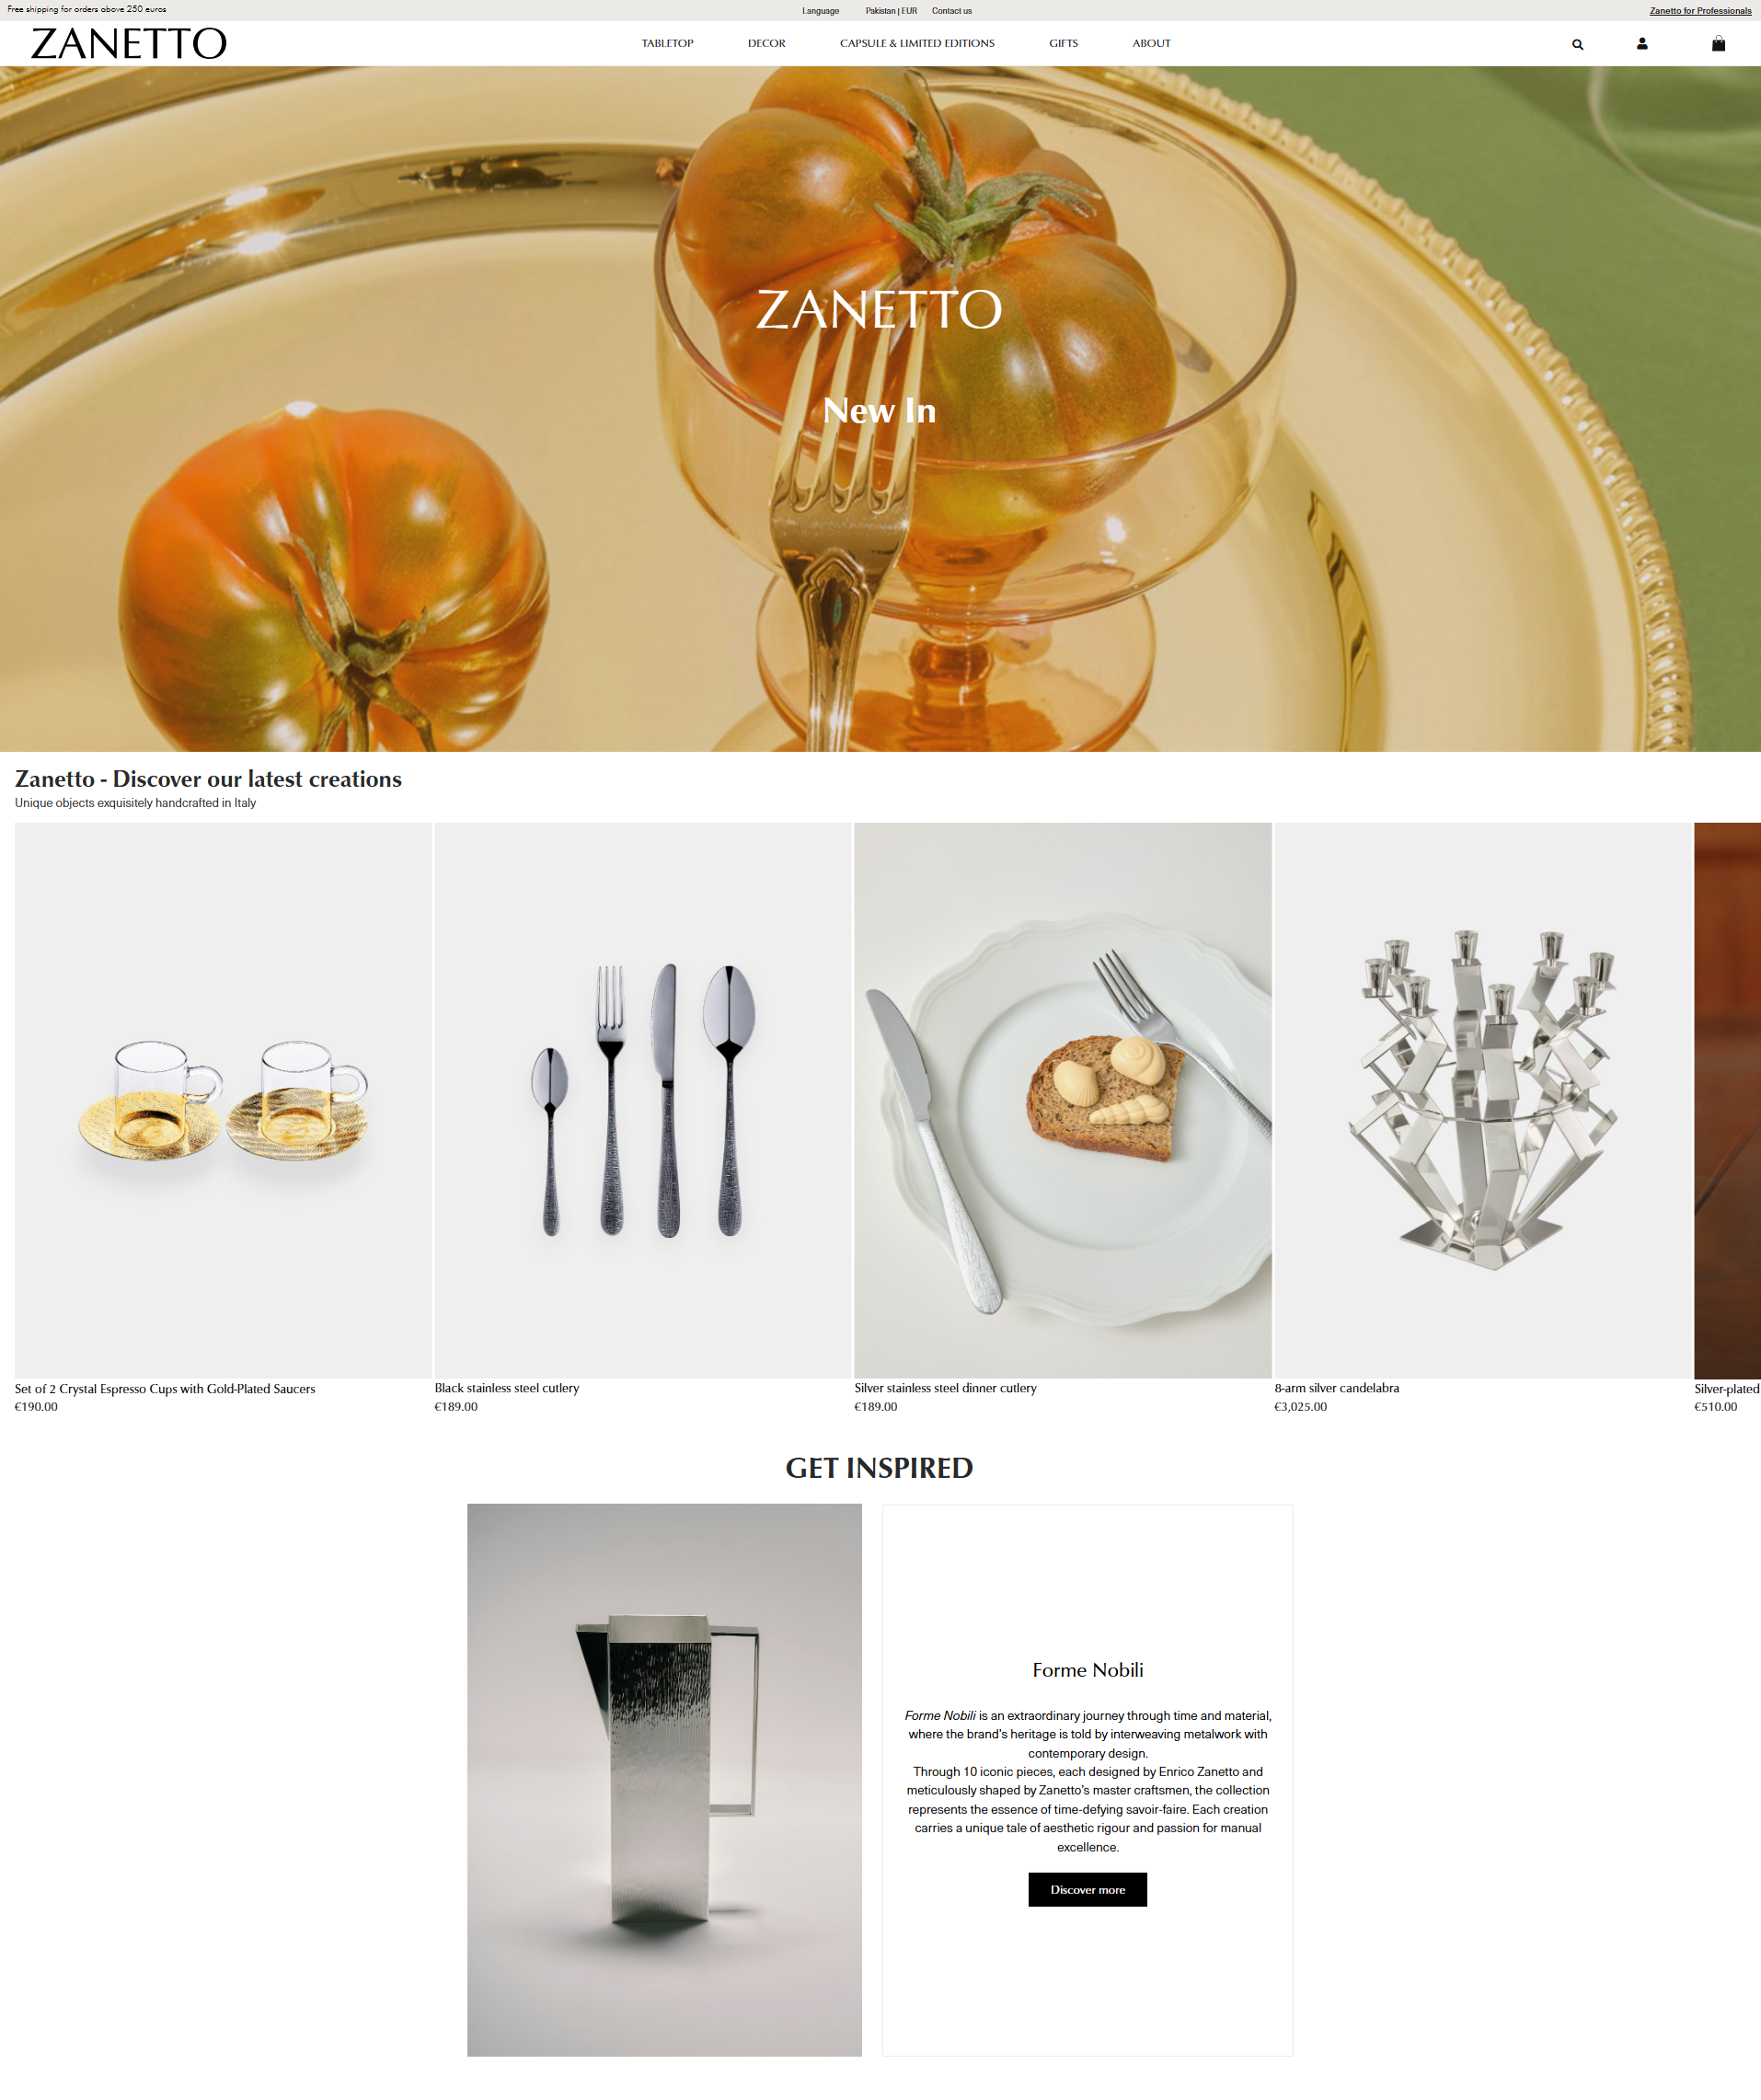 Free shipping for orders above 250 euros
Language Pakistan | EUR Contact us
Zanetto for Professionals
ZANETTO
TABLETOP DECOR CAPSULE & LIMITED EDITIONS GIFTS ABOUT
ZANETTO
New In
Zanetto - Discover our latest creations
Unique objects exquisitely handcrafted in Italy
Set of 2 Crystal Espresso Cups with Gold-Plated Saucers
€190.00
Black stainless steel cutlery
€189.00
Silver stainless steel dinner cutlery
€189.00
8-arm silver candelabra
€3,025.00
Silver-plated
€510.00
GET INSPIRED
Forme Nobili
Forme Nobili is an extraordinary journey through time and material,
where the brand's heritage is told by interweaving metalwork with
contemporary design.
Through 10 iconic pieces, each designed by Enrico Zanetto and
meticulously shaped by Zanetto's master craftsmen, the collection
represents the essence of time-defying savoir-faire. Each creation
carries a unique tale of aesthetic rigour and passion for manual
excellence.
Discover more